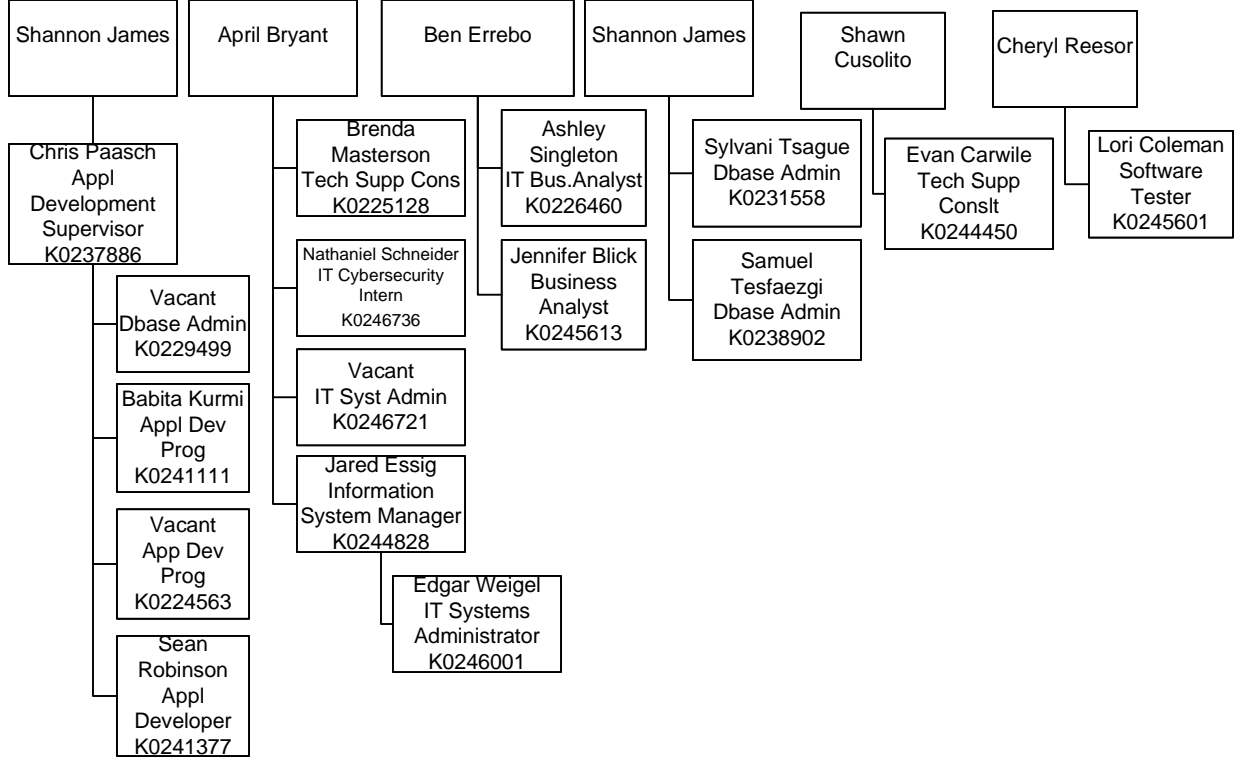 Shannon James
Chris Paasch
Appl
Development
Supervisor
K0237886
Vacant
Dbase Admin
K0229499
Babita Kurmi
Appl Dev
Prog
K0241111
Vacant
App Dev
Prog
K0224563
Sean
Robinson
Appl
Developer
K0241377
April Bryant
Brenda
Masterson
Tech Supp Cons
K0225128
Nathaniel Schneider
IT Cybersecurity
Intern
K0246736
Vacant
IT Syst Admin
K0246721
Jared Essig
Information
System Manager
K0244828
Edgar Weigel
IT Systems
Administrator
K0246001
Ben Errebo
Ashley
Singleton
IT Bus.Analyst
K0226460
Jennifer Blick
Business
Analyst
K0245613
Shannon James
Sylvani Tsague
Dbase Admin
K0231558
Samuel
Tesfaezgi
Dbase Admin
K0238902
Shawn
Cusolito
Evan Carwile
Tech Supp
Conslt
K0244450
Cheryl Reesor
Lori Coleman
Software
Tester
K0245601